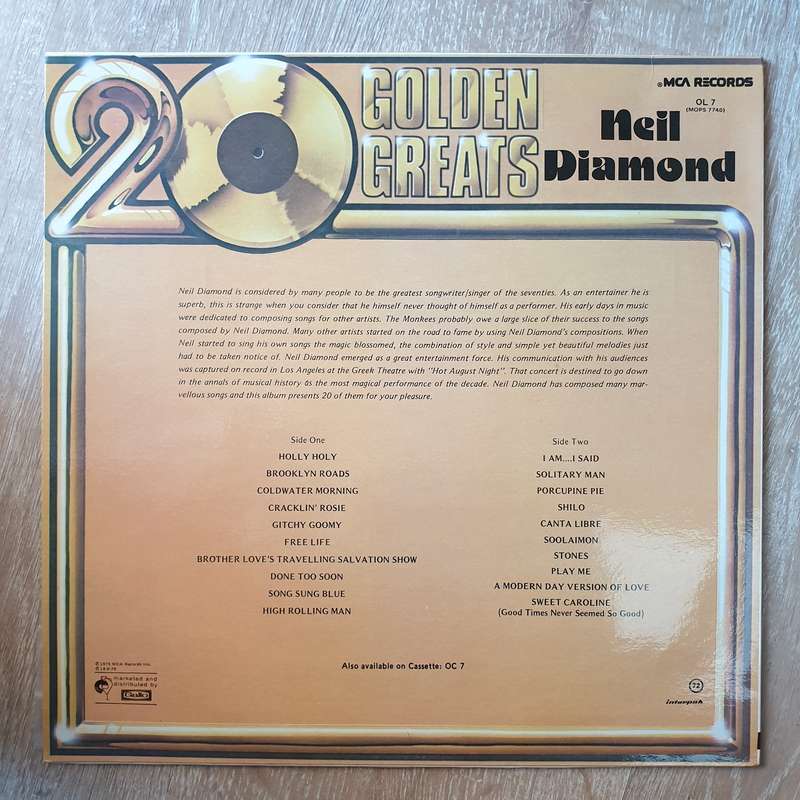 20 GOLDEN
GREATS
®MCA RECORDS
OL 7
(MOPS 7740)
Neil
Diamond
Neil Diamond is considered by many people to be the greatest songwriter/singer of the seventies. As an entertainer he is
superb, this is strange when you consider that he himself never thought of himself as a performer. His early days in music
were dedicated to composing songs for other artists. The Monkees probably owe a large slice of their success to the songs
composed by Neil Diamond. Many other artists started on the road to fame by using Neil Diamond's compositions. When
Neil started to sing his own songs the magic blossomed, the combination of style and simple yet beautiful melodies just
had to be taken notice of. Neil Diamond emerged as a great entertainment force. His communication with his audiences
was captured on record in Los Angeles at the Greek Theatre with "Hot August Night". That concert is destined to go down
in the annals of musical history as the most magical performance of the decade. Neil Diamond has composed many mar-
vellous songs and this album presents 20 of them for your pleasure.
Side One
HOLLY HOLY
BROOKLYN ROADS
COLDWATER MORNING
CRACKLIN' ROSIE
GITCHY GOOMY
FREE LIFE
BROTHER LOVE'S TRAVELLING SALVATION SHOW
DONE TOO SOON
SONG SUNG BLUE
HIGH ROLLING MAN
Side Two
I AM....I SAID
SOLITARY MAN
PORCUPINE PIE
SHILO
CANTA LIBRE
SOOLAIMON
STONES
PLAY ME
A MODERN DAY VERSION OF LOVE
SWEET CAROLINE
(Good Times Never Seemed So Good)
Also available on Cassette: OC 7
MCA Records Inc.
marketed and
distributed by
Gallo
72
interpak